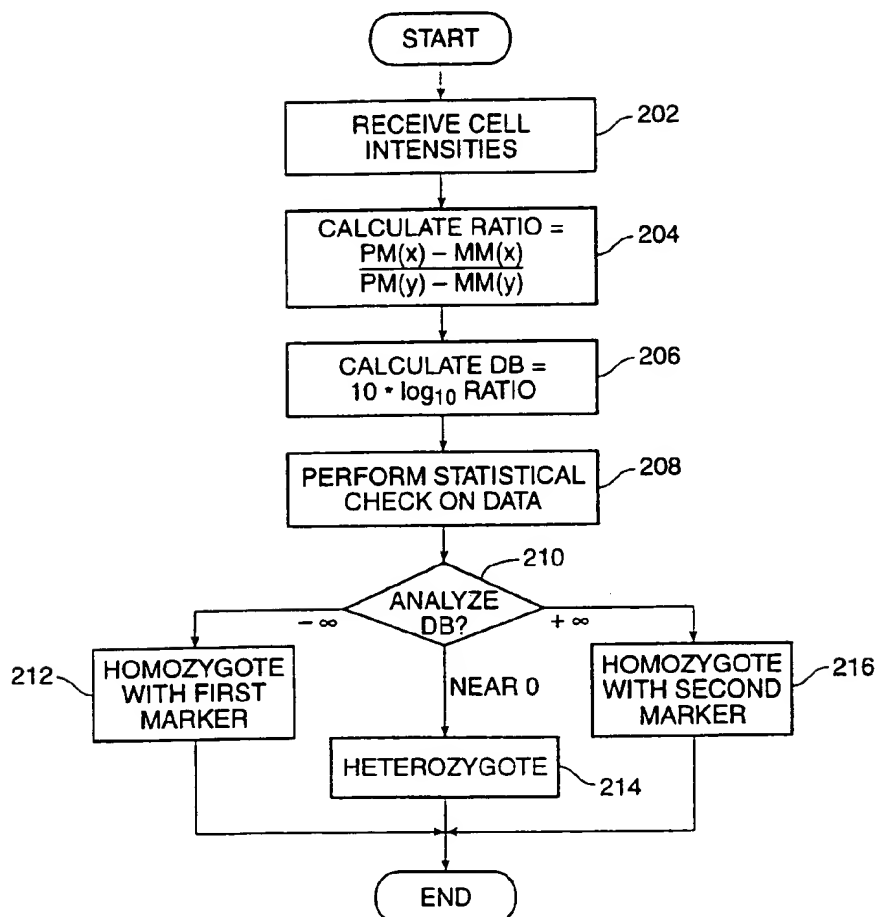 START
RECEIVE CELL
INTENSITIES
202
CALCULATE RATIO =
PM(x) – MM(x)
PM(y) – MM(y)
204
CALCULATE DB =
10 * log₁₀ RATIO
206
PERFORM STATISTICAL
CHECK ON DATA
208
210
ANALYZE
DB?
– ∞
+ ∞
212
HOMOZYGOTE
WITH FIRST
MARKER
NEAR 0
HOMOZYGOTE
WITH SECOND
MARKER
216
HETEROZYGOTE
214
END